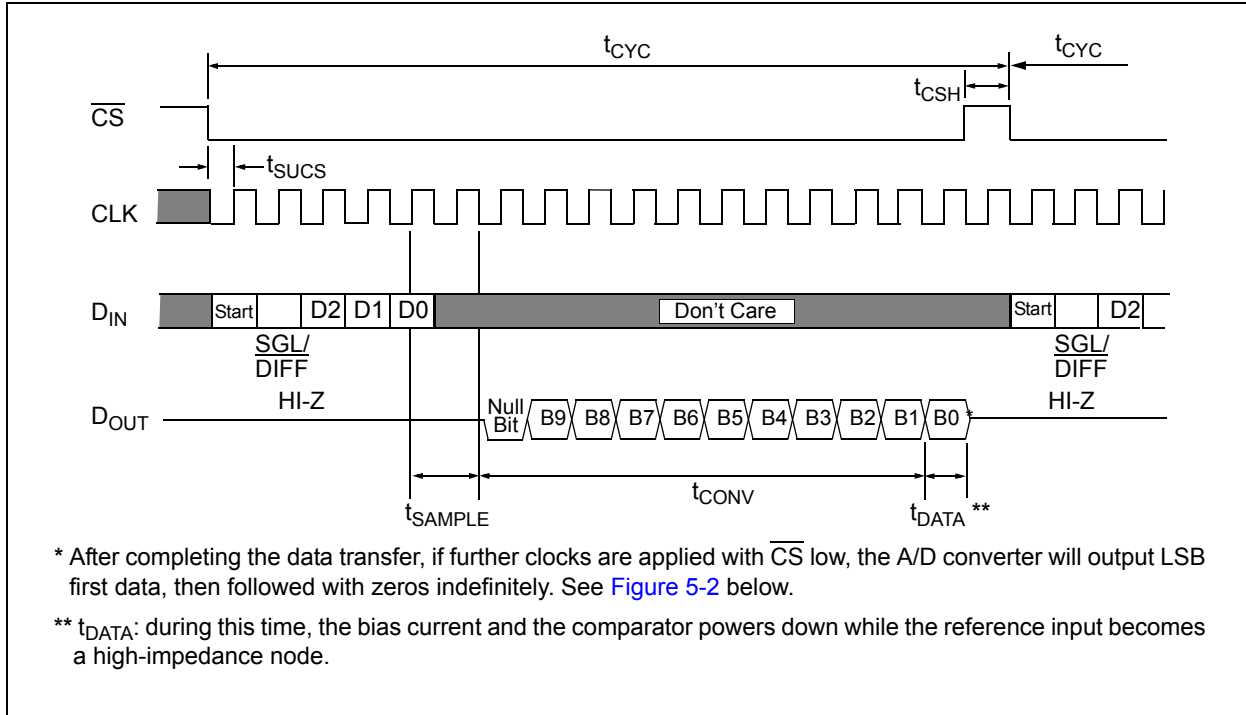 tCYC
tCYC
tCSH
CS
tSUCS
CLK
DIN
Start
D2
D1
D0
Don't Care
Start
D2
SGL/
DIFF
SGL/
DIFF
HI-Z
HI-Z
DOUT
Null
Bit
B9
B8
B7
B6
B5
B4
B3
B2
B1
B0
*
tSAMPLE
tCONV
tDATA **
* After completing the data transfer, if further clocks are applied with CS low, the A/D converter will output LSB
first data, then followed with zeros indefinitely. See Figure 5-2 below.
** tDATA: during this time, the bias current and the comparator powers down while the reference input becomes
a high-impedance node.